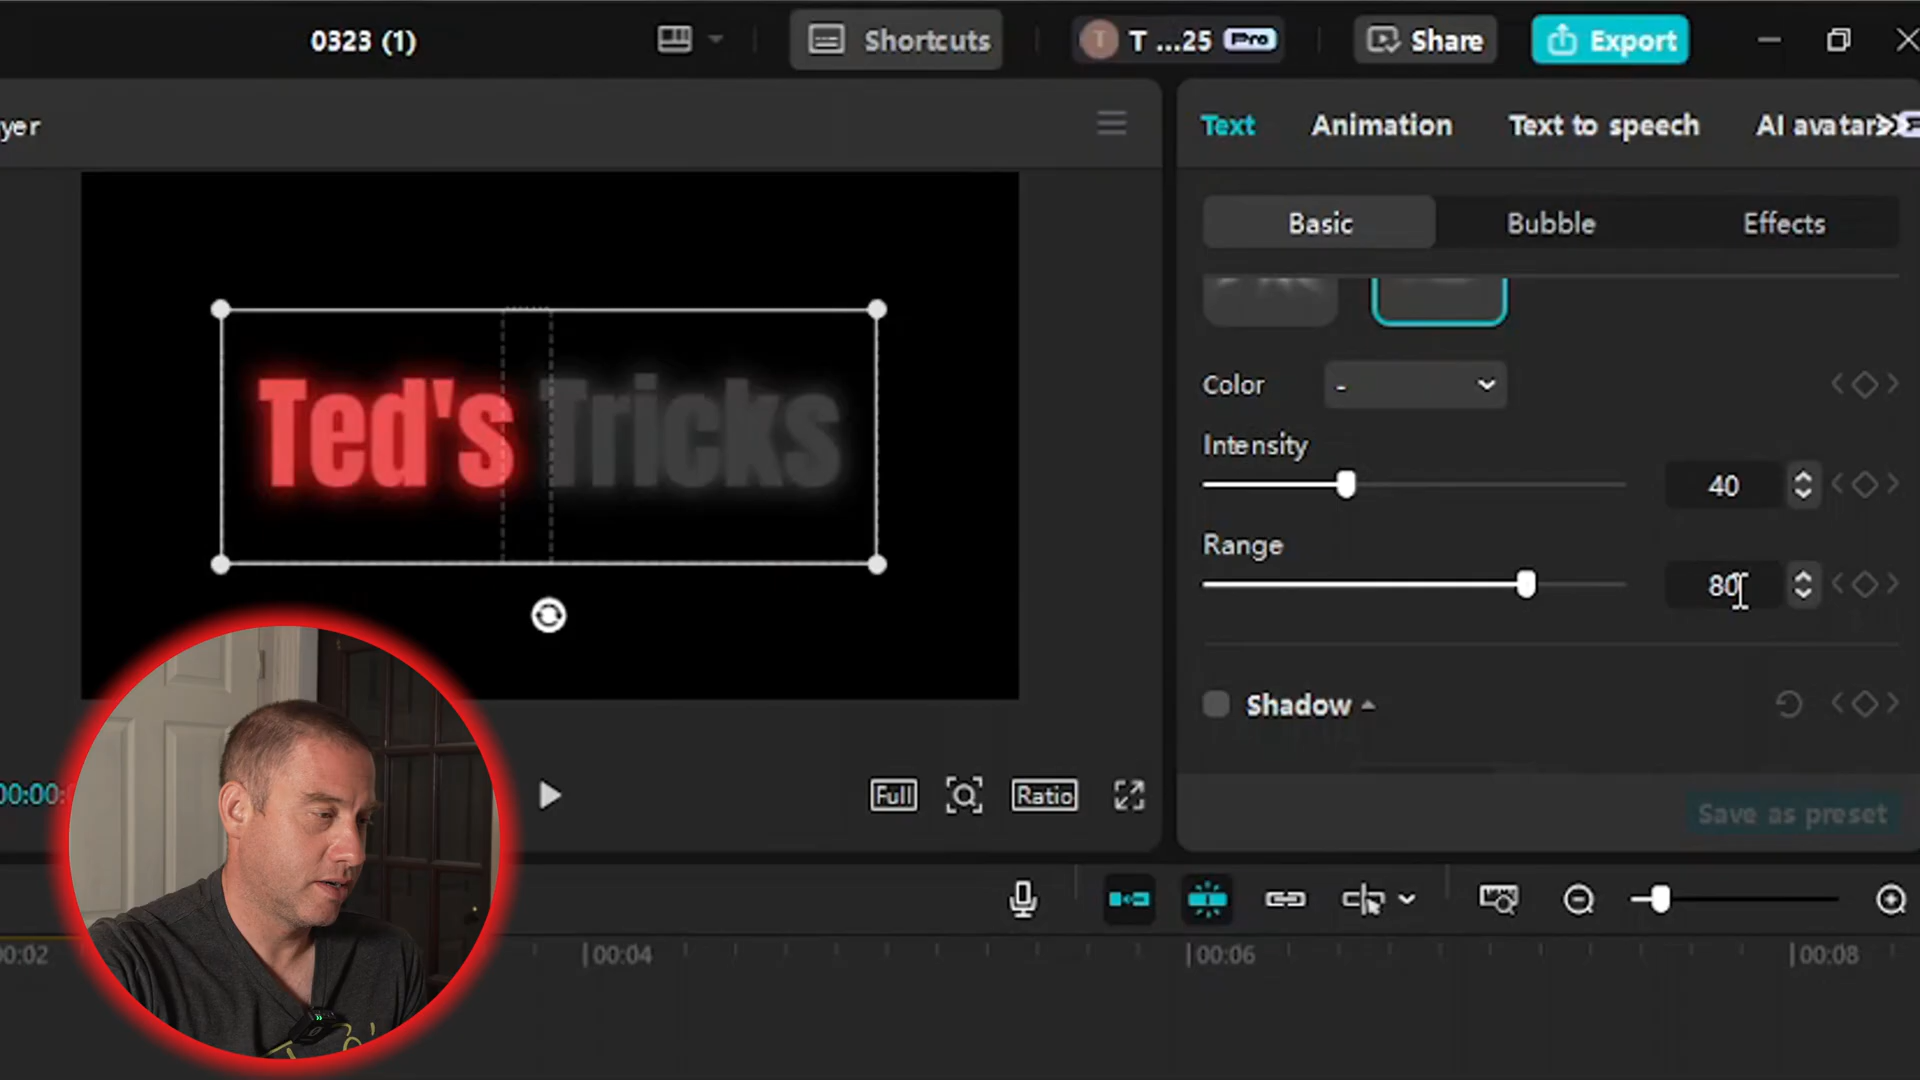 0323 (1)
Shortcuts
T
T ...25
Pro
Share
Export
yer
Text
Animation
Text to speech
AI avatars
Basic
Bubble
Effects
Ted's Tricks
Color
-
Intensity
40
Range
80
Shadow
00:00:
Full
Ratio
Save as preset
00:02
00:04
00:06
00:08